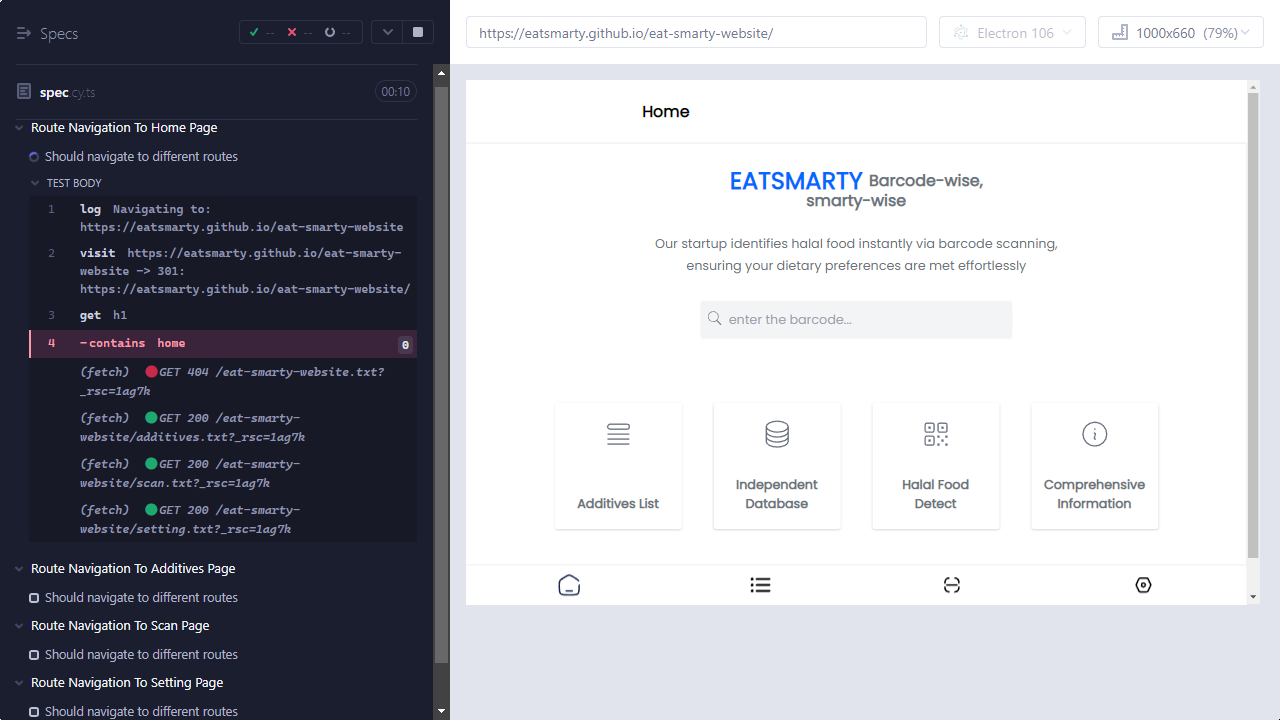 Specs
--
--
--
spec.cy.ts
00:10
Route Navigation To Home Page
Should navigate to different routes
TEST BODY
1 log Navigating to:
https://eatsmarty.github.io/eat-smarty-website
2 visit https://eatsmarty.github.io/eat-smarty-
website -> 301:
https://eatsmarty.github.io/eat-smarty-website/
3 get h1
4 -contains home 0
(fetch) GET 404 /eat-smarty-website.txt?
_rsc=1ag7k
(fetch) GET 200 /eat-smarty-
website/additives.txt?_rsc=1ag7k
(fetch) GET 200 /eat-smarty-
website/scan.txt?_rsc=1ag7k
(fetch) GET 200 /eat-smarty-
website/setting.txt?_rsc=1ag7k
Route Navigation To Additives Page
Should navigate to different routes
Route Navigation To Scan Page
Should navigate to different routes
Route Navigation To Setting Page
Should navigate to different routes
https://eatsmarty.github.io/eat-smarty-website/
Electron 106
1000x660 (79%)
Home
EATSMARTY Barcode-wise,
smarty-wise
Our startup identifies halal food instantly via barcode scanning,
ensuring your dietary preferences are met effortlessly
enter the barcode...
Additives List
Independent
Database
Halal Food
Detect
Comprehensive
Information